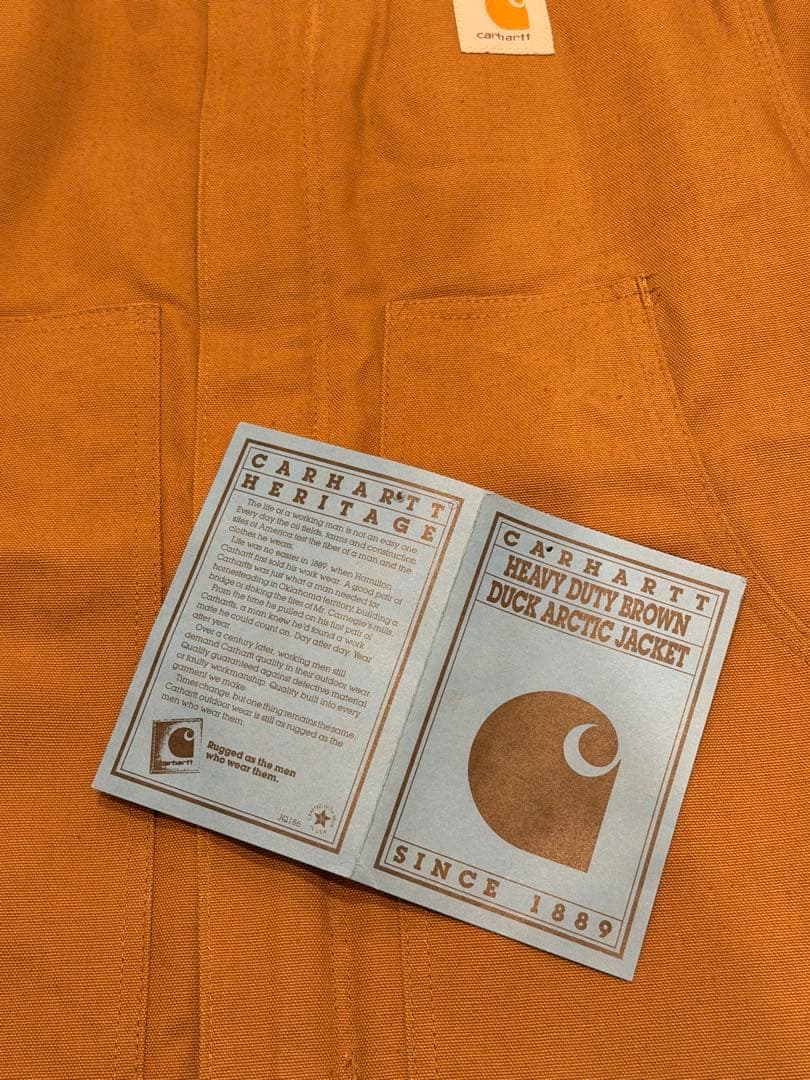 carhartt
CARHARTT
HERITAGE
The life of a working man is not an easy one.
Every day the oil fields, farms and construction
sites of America test the fiber of a man and the
clothes he wears.
Life was no easier in 1889, when Hamilton
Carhartt first sold his work wear. A good pair of
Carhartts was just what a man needed for
homesteading in Oklahoma territory, building a
bridge or stoking the fires of Mr. Carnegie's mills.
From the time he pulled on his first pair of
Carhartts, a man knew he'd found a work
mate he could count on. Day after day. Year
after year.
Over a century later, working men still
demand Carhartt quality in their outdoor wear.
Quality guaranteed against defective material
or faulty workmanship. Quality built into every
garment we make.
Times change, but one thing remains the same,
Carhartt outdoor wear is still as rugged as the
men who wear them.
carhartt
Rugged as the men
who wear them.
JQ186
CRAFTED WITH PRIDE
IN U.S.A.
CARHARTT
HEAVY DUTY BROWN
DUCK ARCTIC JACKET
SINCE 1889